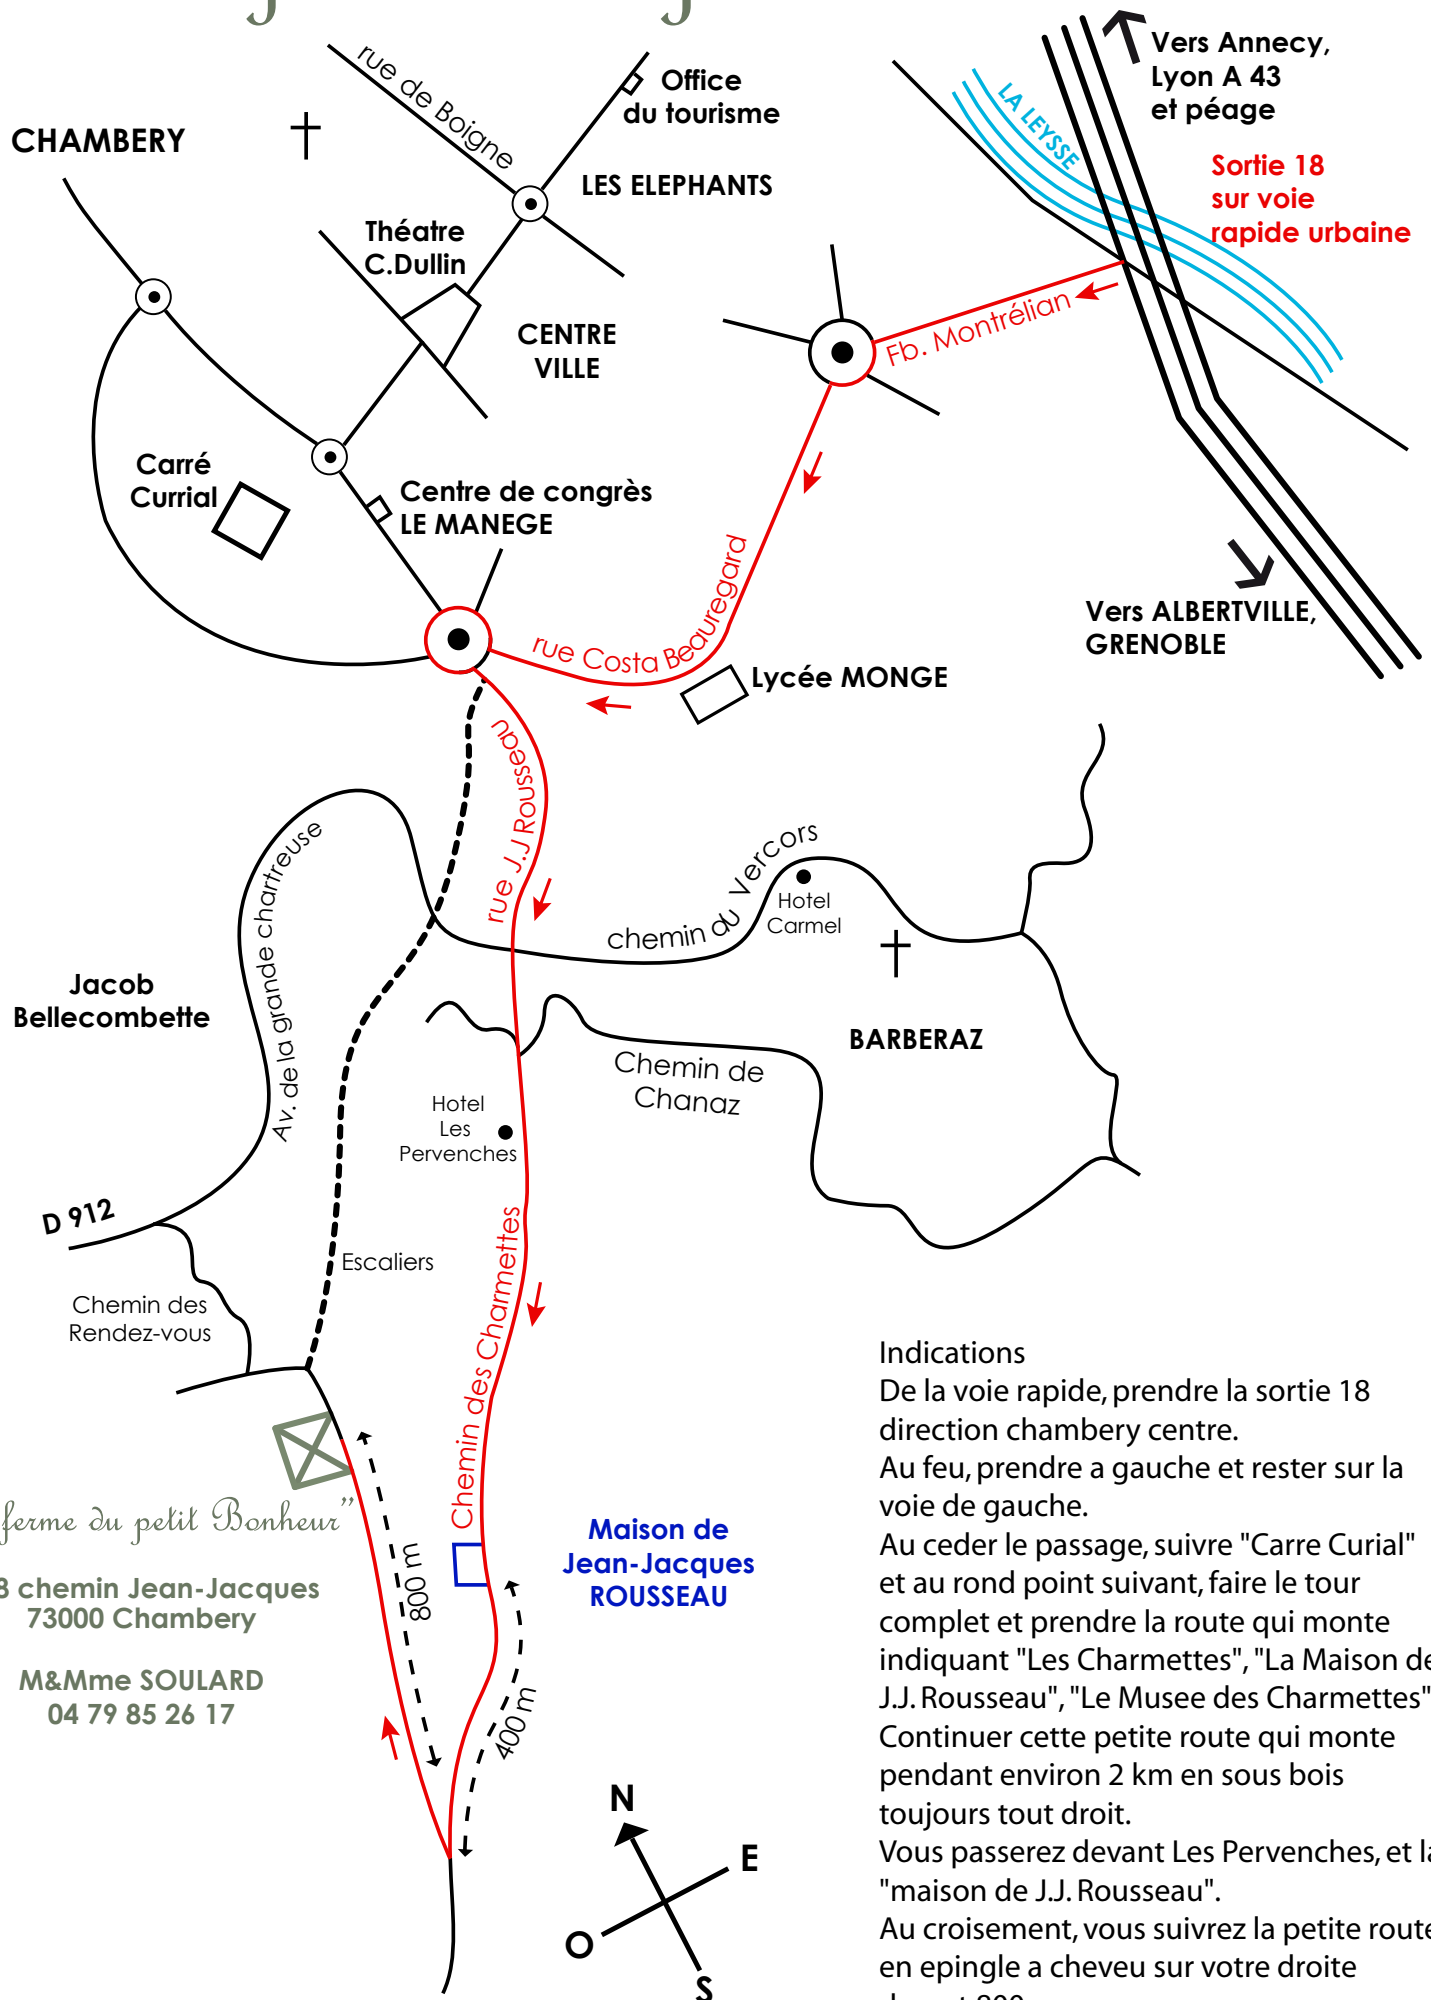 Vers Annecy,
Lyon A 43
et péage
Sortie 18
sur voie
rapide urbaine
LA LEYSSE
rue de Boigne
Office
du tourisme
CHAMBERY
LES ELEPHANTS
Théatre
C.Dullin
CENTRE
VILLE
Fb. Montrélian
Carré
Currial
Centre de congrès
LE MANEGE
rue Costa Beauregard
Vers ALBERTVILLE,
GRENOBLE
Lycée MONGE
rue J.J Rousseau
Av. de la grande chartreuse
chemin du Vercors
Hotel
Carmel
Jacob
Bellecombette
BARBERAZ
Chemin de
Chanaz
Hotel
Les
Pervenches
D 912
Escaliers
Chemin des
Rendez-vous
Chemin des Charmettes
ferme du petit Bonheur”
8 chemin Jean-Jacques
73000 Chambery
M&Mme SOULARD
04 79 85 26 17
800 m
Maison de
Jean-Jacques
ROUSSEAU
400 m
N
E
O
S
Indications
De la voie rapide, prendre la sortie 18
direction chambery centre.
Au feu, prendre a gauche et rester sur la
voie de gauche.
Au ceder le passage, suivre "Carre Curial"
et au rond point suivant, faire le tour
complet et prendre la route qui monte
indiquant "Les Charmettes", "La Maison de
J.J. Rousseau", "Le Musee des Charmettes"
Continuer cette petite route qui monte
pendant environ 2 km en sous bois
toujours tout droit.
Vous passerez devant Les Pervenches, et la
"maison de J.J. Rousseau".
Au croisement, vous suivrez la petite route
en epingle a cheveu sur votre droite